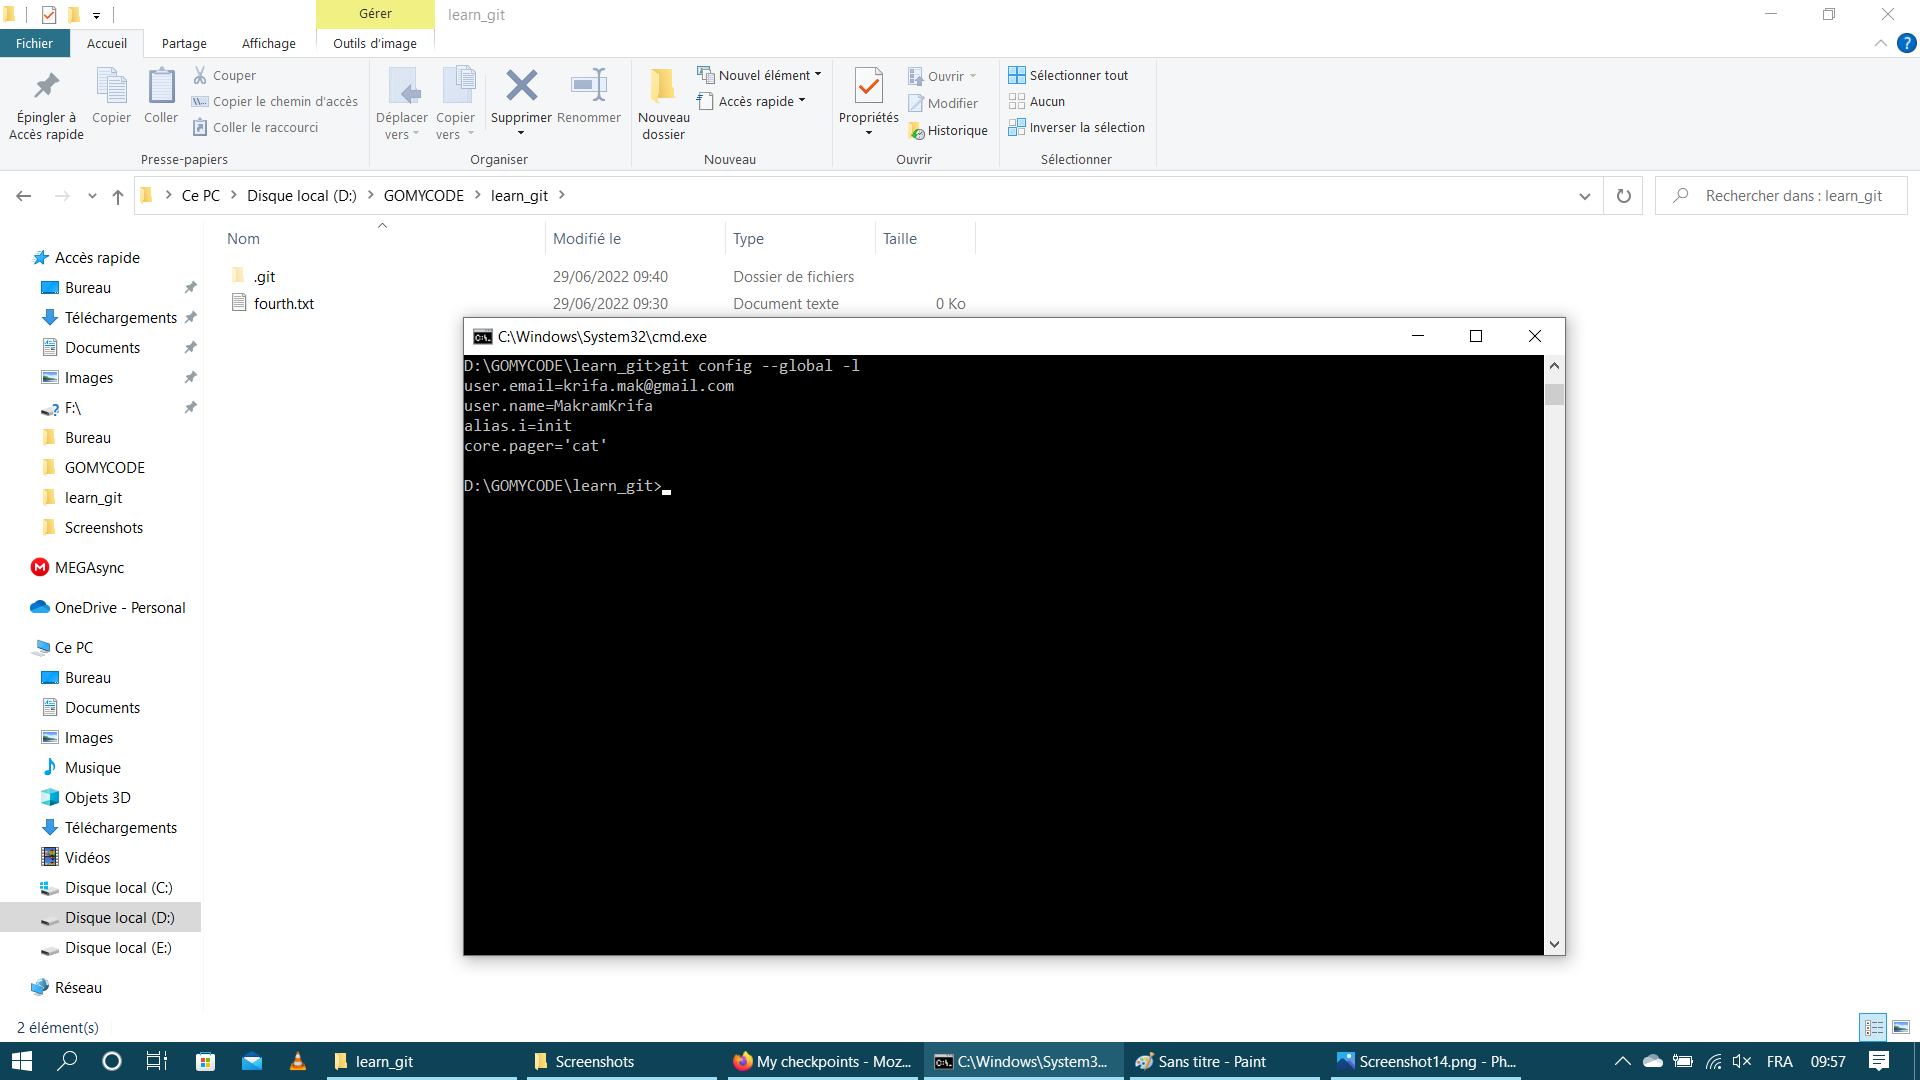 Gérer
learn_git
Fichier
Accueil
Partage
Affichage
Outils d'image
Épingler à Accès rapide
Copier
Coller
Couper
Copier le chemin d'accès
Coller le raccourci
Presse-papiers
Déplacer vers
Copier vers
Supprimer
Renommer
Organiser
Nouveau dossier
Nouvel élément
Accès rapide
Nouveau
Propriétés
Ouvrir
Modifier
Historique
Ouvrir
Sélectionner tout
Aucun
Inverser la sélection
Sélectionner
Ce PC > Disque local (D:) > GOMYCODE > learn_git >
Rechercher dans : learn_git
Nom Modifié le Type Taille
.git 29/06/2022 09:40 Dossier de fichiers
fourth.txt 29/06/2022 09:30 Document texte 0 Ko
Accès rapide
Bureau
Téléchargements
Documents
Images
F:\
Bureau
GOMYCODE
learn_git
Screenshots
MEGAsync
OneDrive - Personal
Ce PC
Bureau
Documents
Images
Musique
Objets 3D
Téléchargements
Vidéos
Disque local (C:)
Disque local (D:)
Disque local (E:)
Réseau
2 élément(s)
C:\Windows\System32\cmd.exe
D:\GOMYCODE\learn_git>git config --global -l
user.email=krifa.mak@gmail.com
user.name=MakramKrifa
alias.i=init
core.pager='cat'
D:\GOMYCODE\learn_git>
learn_git
Screenshots
My checkpoints - Moz...
C:\Windows\System3...
Sans titre - Paint
Screenshot14.png - Ph...
FRA
09:57